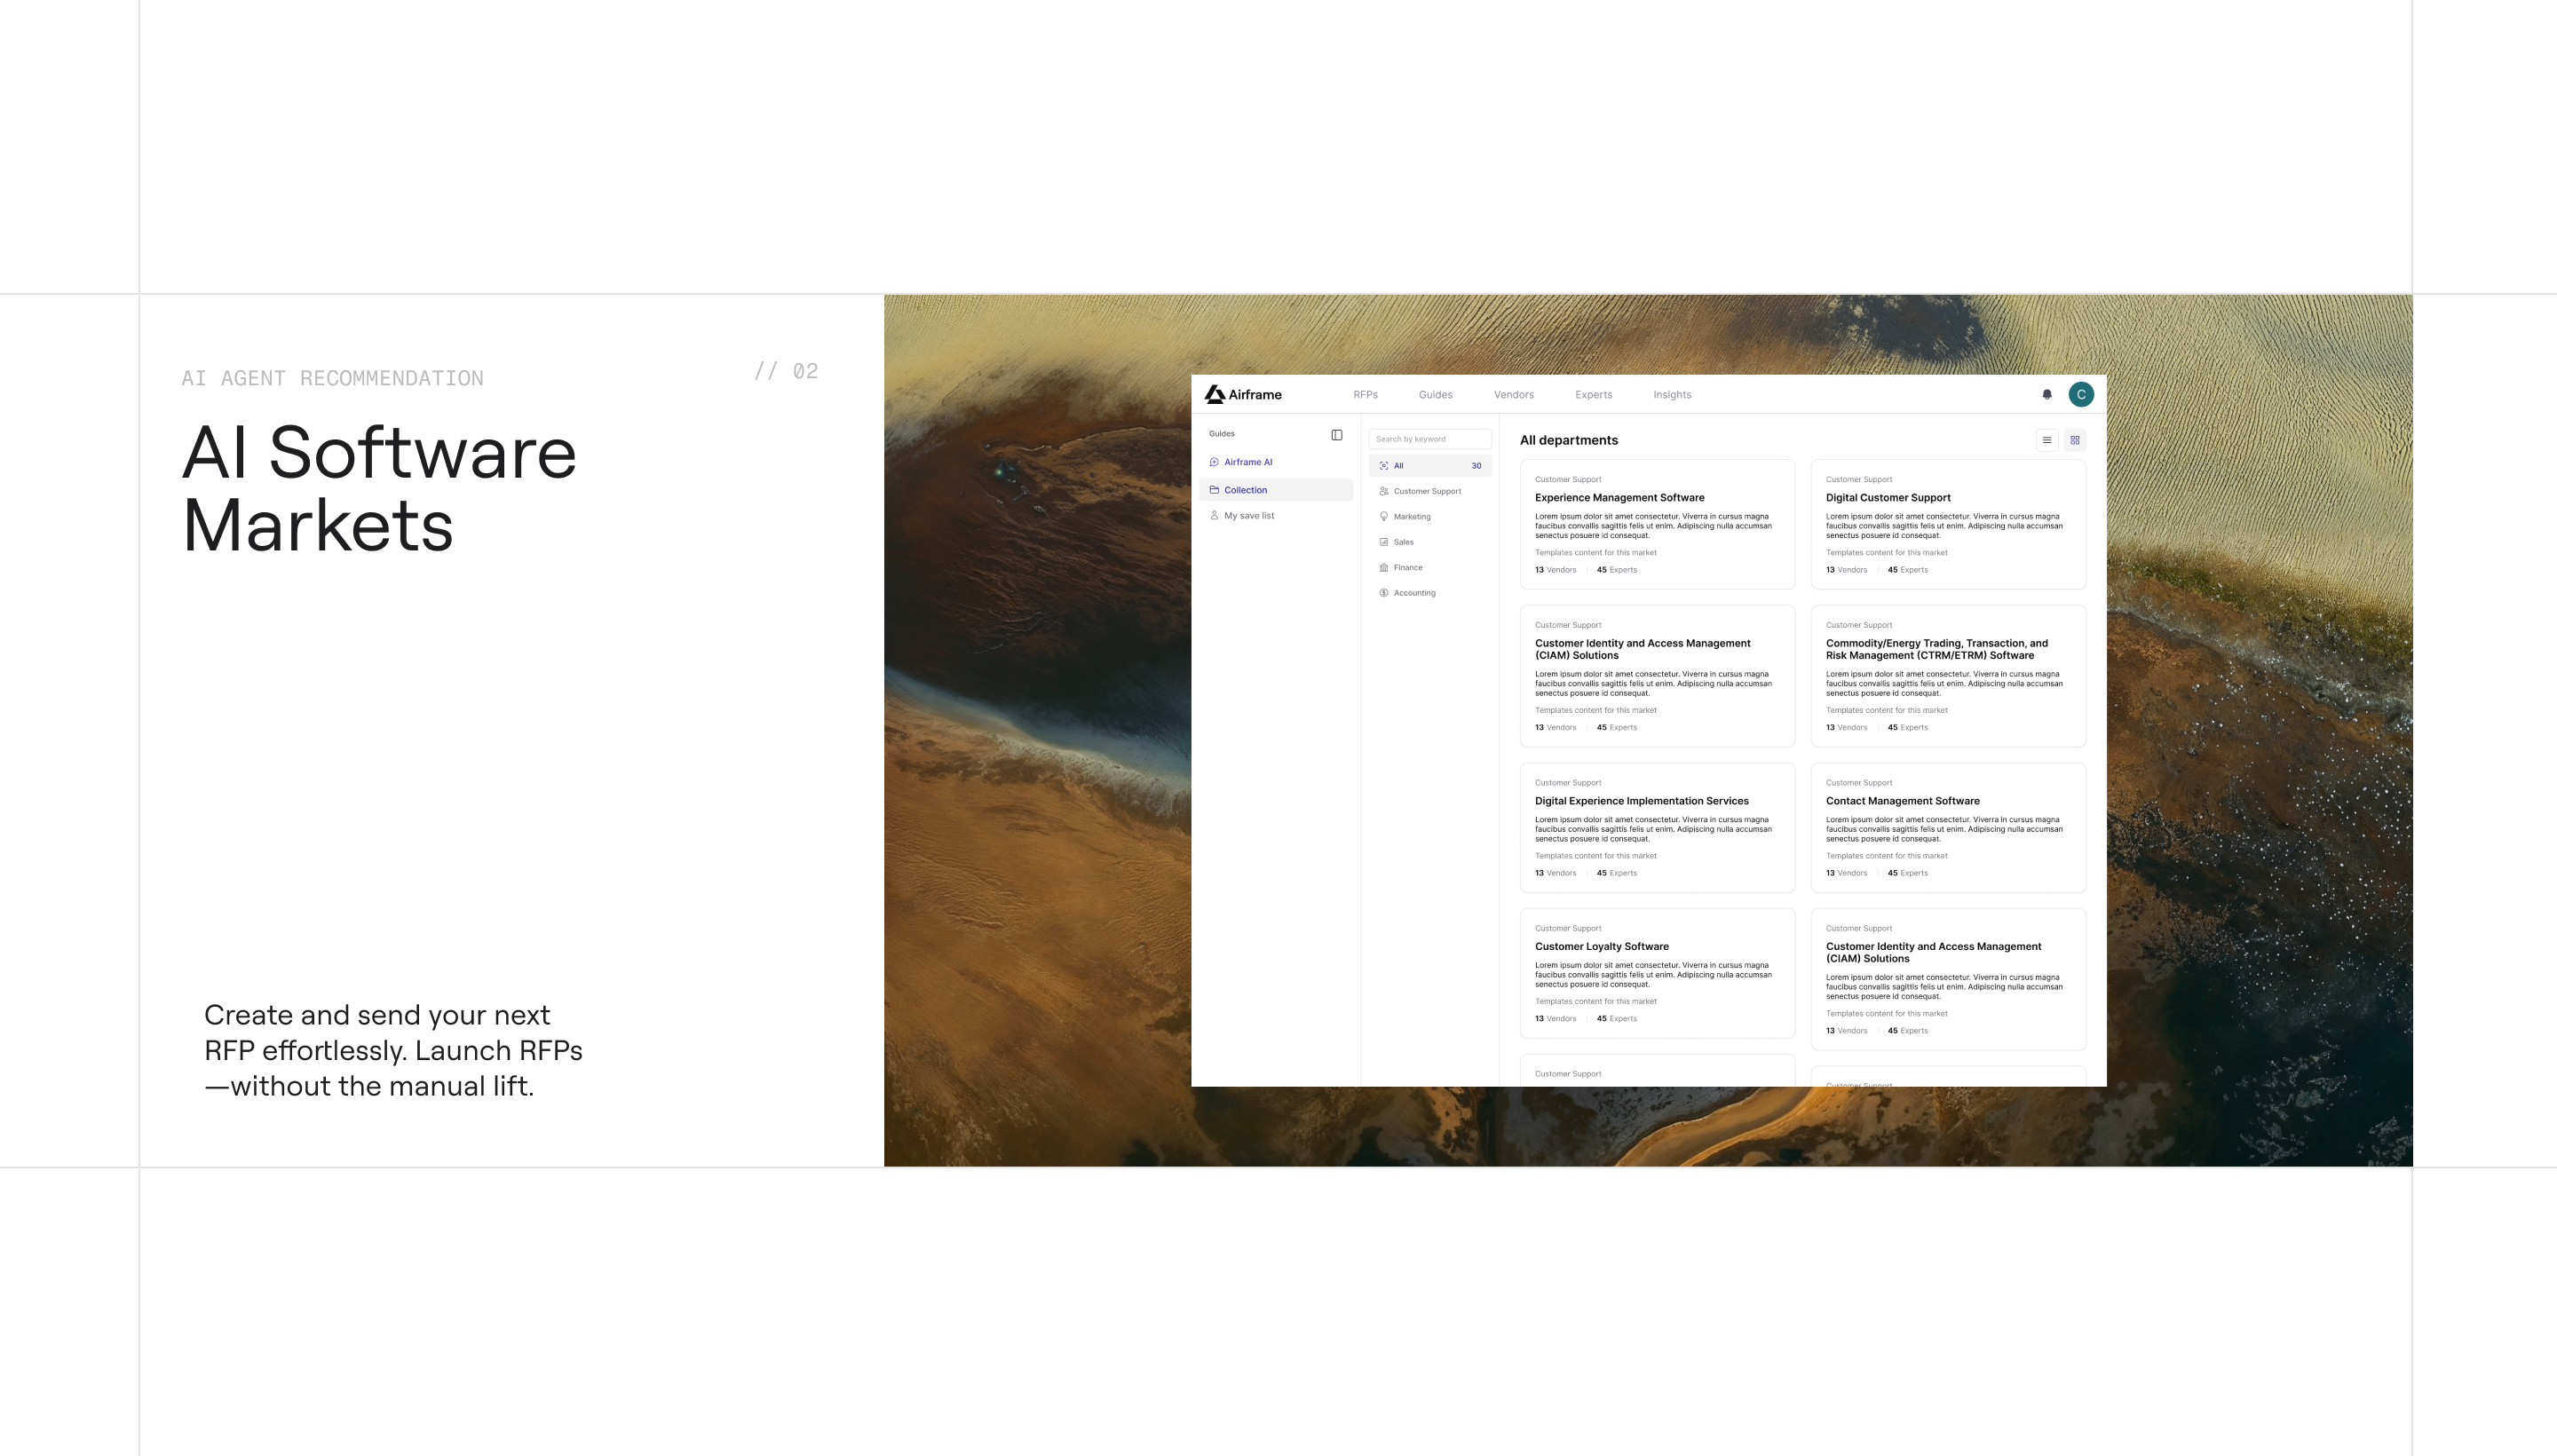 AI AGENT RECOMMENDATION
// 02
AI Software
Markets
Create and send your next
RFP effortlessly. Launch RFPs
—without the manual lift.
Airframe
RFPs
Guides
Vendors
Experts
Insights
C
Guides
Airframe AI
Collection
My save list
Search by keyword
All 30
Customer Support
Marketing
Sales
Finance
Accounting
All departments
Customer Support
Experience Management Software
Lorem ipsum dolor sit amet consectetur. Viverra in cursus magna
faucibus convallis sagittis felis ut enim. Adipiscing nulla accumsan
senectus posuere id consequat.
Templates content for this market
13 Vendors | 45 Experts
Customer Support
Digital Customer Support
Lorem ipsum dolor sit amet consectetur. Viverra in cursus magna
faucibus convallis sagittis felis ut enim. Adipiscing nulla accumsan
senectus posuere id consequat.
Templates content for this market
13 Vendors | 45 Experts
Customer Support
Customer Identity and Access Management
(CIAM) Solutions
Lorem ipsum dolor sit amet consectetur. Viverra in cursus magna
faucibus convallis sagittis felis ut enim. Adipiscing nulla accumsan
senectus posuere id consequat.
Templates content for this market
13 Vendors | 45 Experts
Customer Support
Commodity/Energy Trading, Transaction, and
Risk Management (CTRM/ETRM) Software
Lorem ipsum dolor sit amet consectetur. Viverra in cursus magna
faucibus convallis sagittis felis ut enim. Adipiscing nulla accumsan
senectus posuere id consequat.
Templates content for this market
13 Vendors | 45 Experts
Customer Support
Digital Experience Implementation Services
Lorem ipsum dolor sit amet consectetur. Viverra in cursus magna
faucibus convallis sagittis felis ut enim. Adipiscing nulla accumsan
senectus posuere id consequat.
Templates content for this market
13 Vendors | 45 Experts
Customer Support
Contact Management Software
Lorem ipsum dolor sit amet consectetur. Viverra in cursus magna
faucibus convallis sagittis felis ut enim. Adipiscing nulla accumsan
senectus posuere id consequat.
Templates content for this market
13 Vendors | 45 Experts
Customer Support
Customer Loyalty Software
Lorem ipsum dolor sit amet consectetur. Viverra in cursus magna
faucibus convallis sagittis felis ut enim. Adipiscing nulla accumsan
senectus posuere id consequat.
Templates content for this market
13 Vendors | 45 Experts
Customer Support
Customer Identity and Access Management
(CIAM) Solutions
Lorem ipsum dolor sit amet consectetur. Viverra in cursus magna
faucibus convallis sagittis felis ut enim. Adipiscing nulla accumsan
senectus posuere id consequat.
Templates content for this market
13 Vendors | 45 Experts
Customer Support
Customer Support